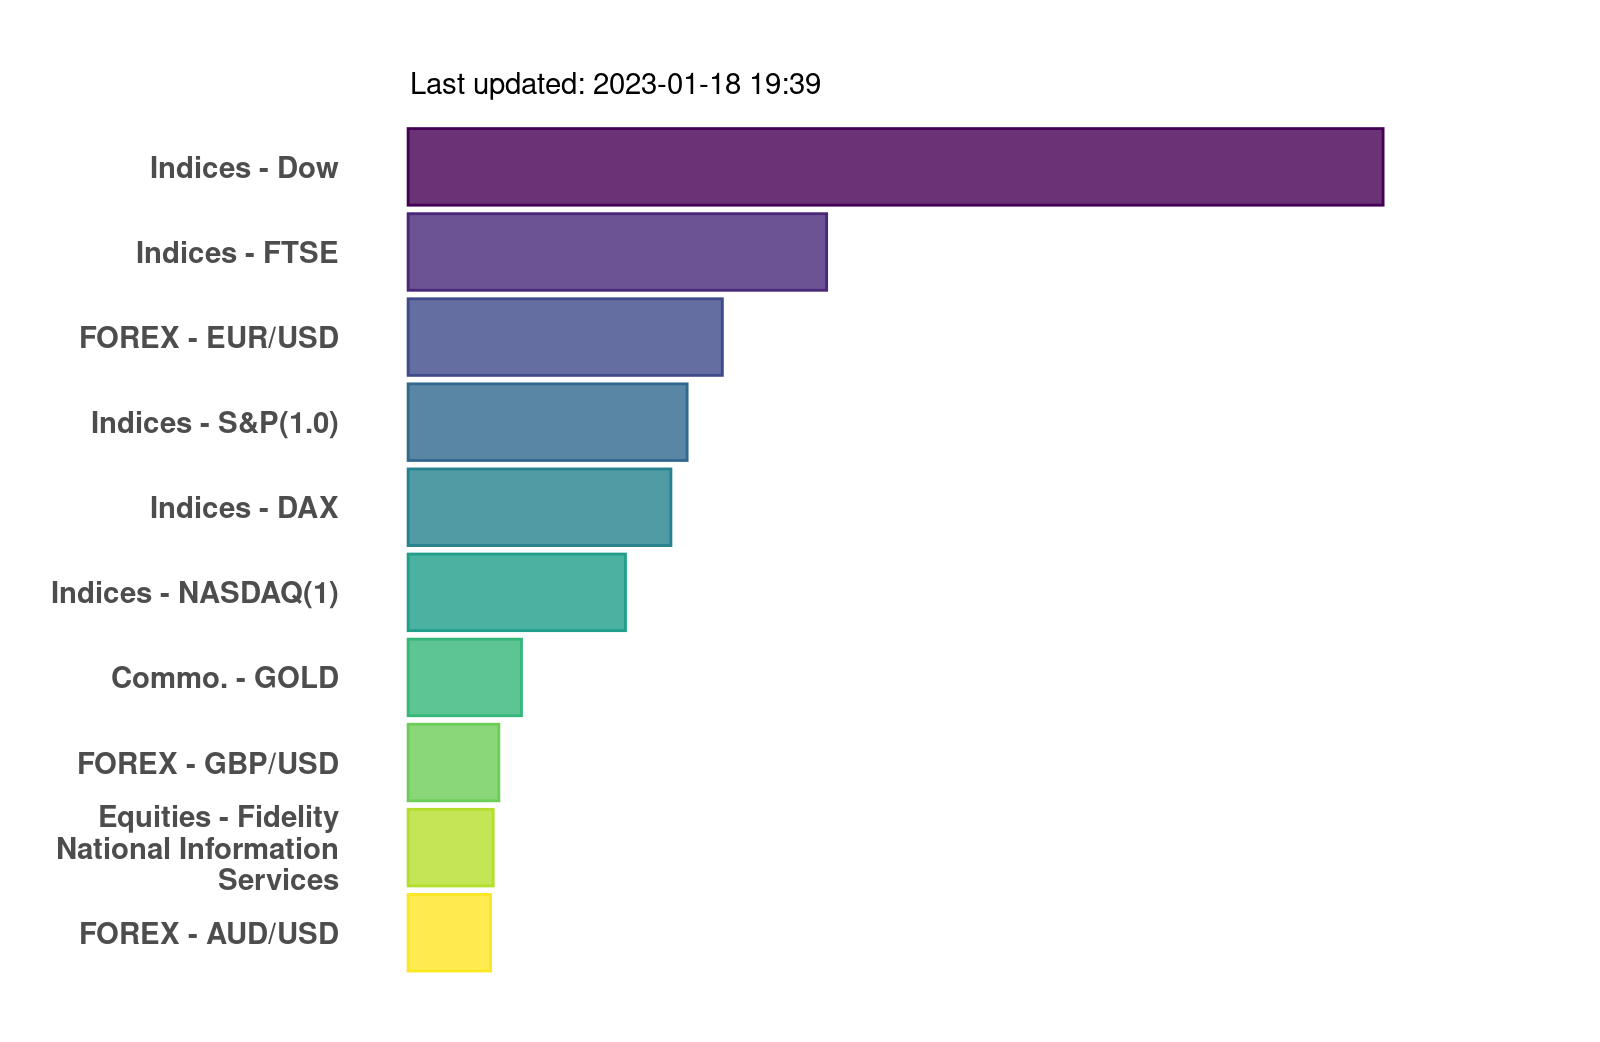 Last updated: 2023-01-18 19:39
Indices - Dow
Indices - FTSE
FOREX - EUR/USD
Indices - S&P(1.0)
Indices - DAX
Indices - NASDAQ(1)
Commo. - GOLD
FOREX - GBP/USD
Equities - Fidelity
National Information
Services
FOREX - AUD/USD